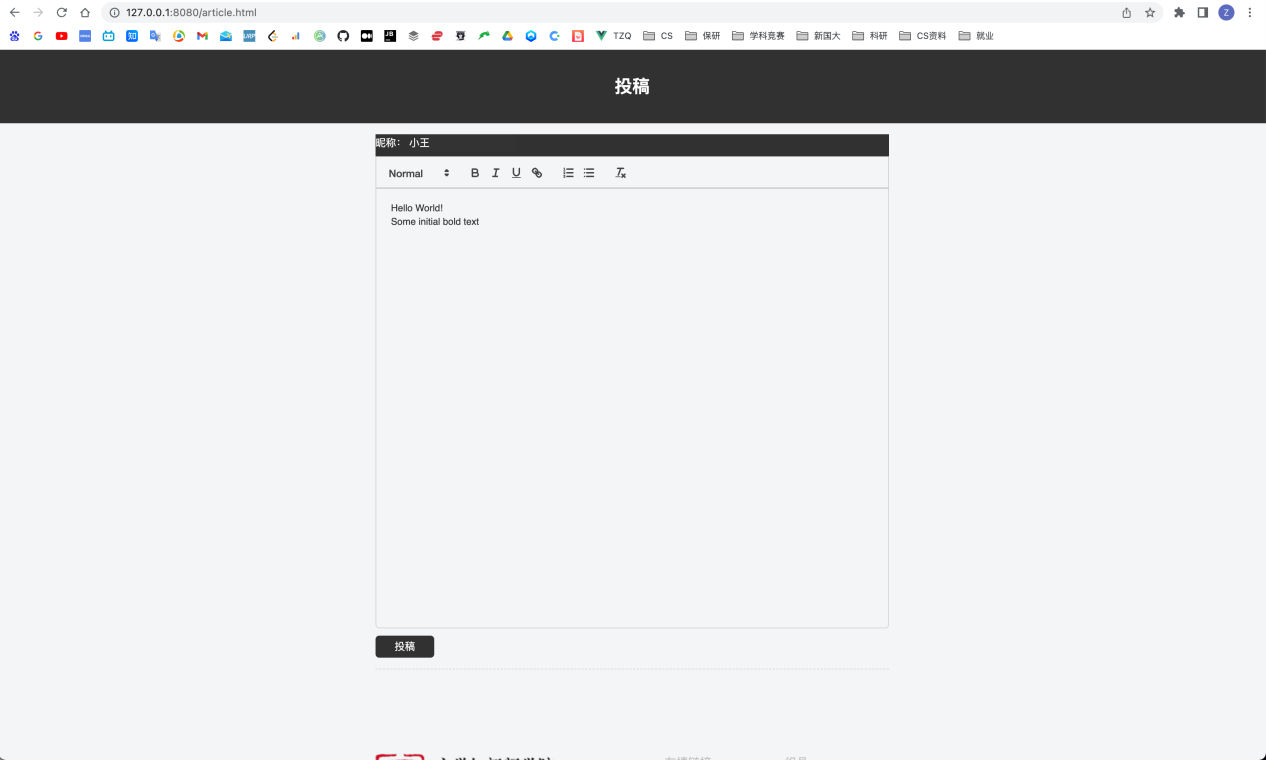 127.0.0.1:8080/article.html
TZQ CS 保研 学科竞赛 新国大 科研 CS资料 就业
投稿
昵称： 小王
Normal B I U
Hello World!
Some initial bold text
投稿